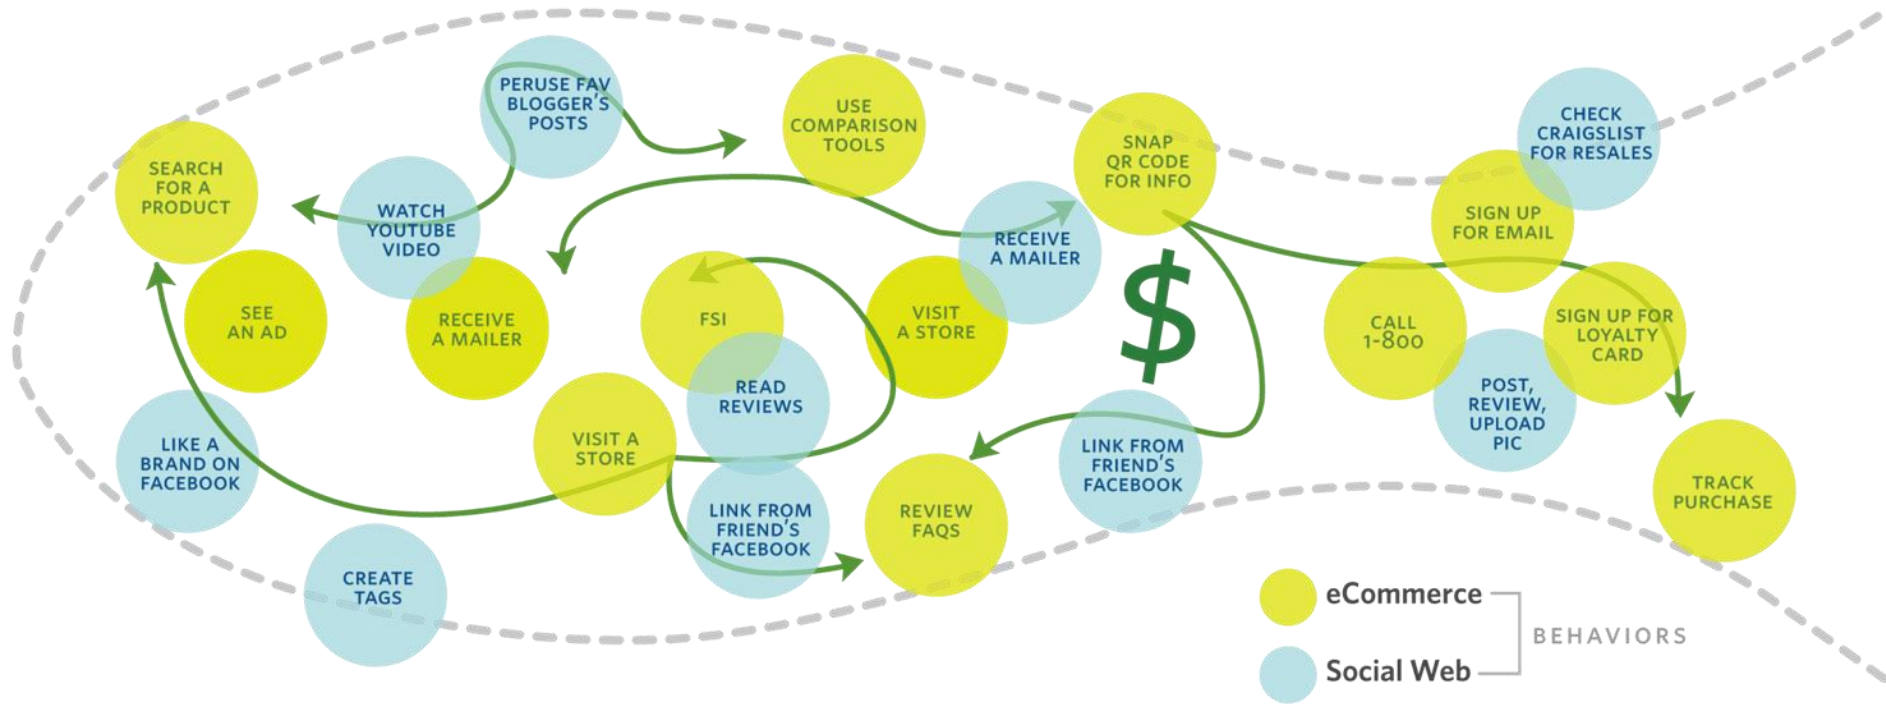 PERUSE FAV
BLOGGER'S
POSTS
USE
COMPARISON
TOOLS
SNAP
QR CODE
FOR INFO
CHECK
CRAIGSLIST
FOR RESALES
SEARCH
FOR A
PRODUCT
WATCH
YOUTUBE
VIDEO
RECEIVE
A MAILER
SIGN UP
FOR EMAIL
SEE
AN AD
RECEIVE
A MAILER
FSI
VISIT
A STORE
$
CALL
1-800
SIGN UP FOR
LOYALTY
CARD
READ
REVIEWS
POST,
REVIEW,
UPLOAD
PIC
LIKE A
BRAND ON
FACEBOOK
VISIT A
STORE
LINK FROM
FRIEND'S
FACEBOOK
LINK FROM
FRIEND'S
FACEBOOK
REVIEW
FAQS
TRACK
PURCHASE
CREATE
TAGS
eCommerce
BEHAVIORS
Social Web